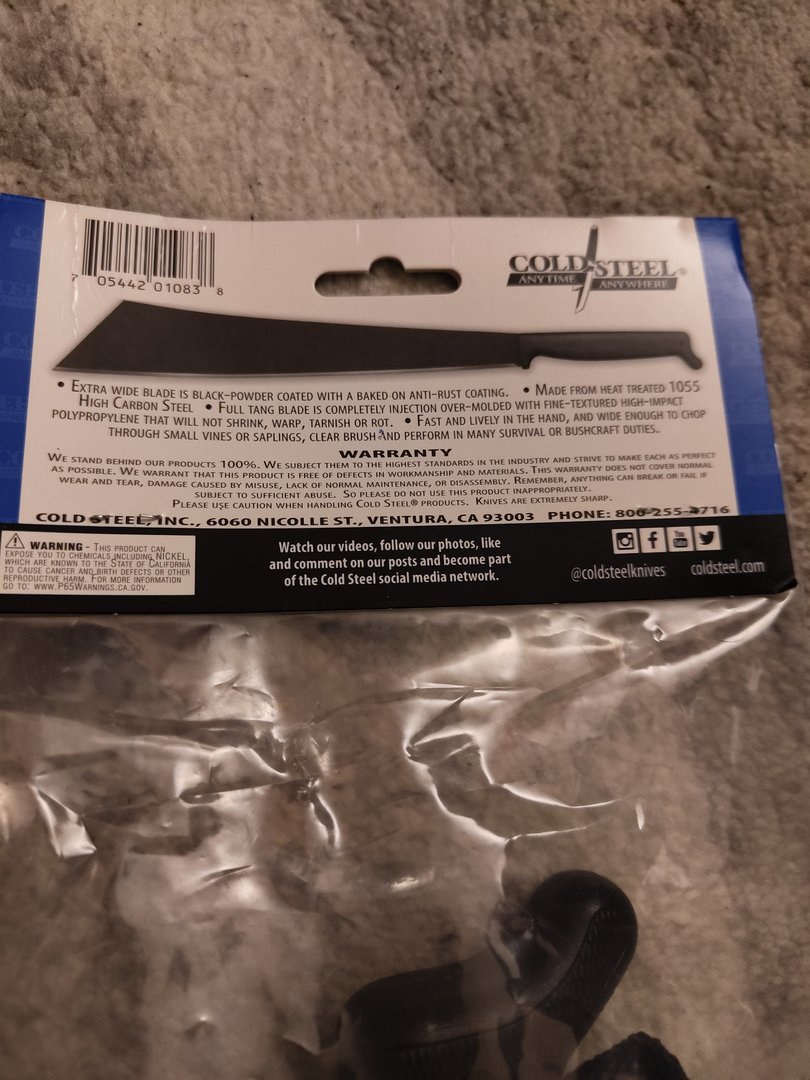 7 05442 01083 8
COLD STEEL®
ANYTIME ANYWHERE
• EXTRA WIDE BLADE IS BLACK-POWDER COATED WITH A BAKED ON ANTI-RUST COATING. • MADE FROM HEAT TREATED 1055
HIGH CARBON STEEL • FULL TANG BLADE IS COMPLETELY INJECTION OVER-MOLDED WITH FINE-TEXTURED HIGH-IMPACT
POLYPROPYLENE THAT WILL NOT SHRINK, WARP, TARNISH OR ROT. • FAST AND LIVELY IN THE HAND, AND WIDE ENOUGH TO CHOP
THROUGH SMALL VINES OR SAPLINGS, CLEAR BRUSH AND PERFORM IN MANY SURVIVAL OR BUSHCRAFT DUTIES.
WARRANTY
WE STAND BEHIND OUR PRODUCTS 100%. WE SUBJECT THEM TO THE HIGHEST STANDARDS IN THE INDUSTRY AND STRIVE TO MAKE EACH AS PERFECT
AS POSSIBLE. WE WARRANT THAT THIS PRODUCT IS FREE OF DEFECTS IN WORKMANSHIP AND MATERIALS. THIS WARRANTY DOES NOT COVER NORMAL
WEAR AND TEAR, DAMAGE CAUSED BY MISUSE, LACK OF NORMAL MAINTENANCE, OR DISASSEMBLY. REMEMBER, ANYTHING CAN BREAK OR FAIL IF
SUBJECT TO SUFFICIENT ABUSE. SO PLEASE DO NOT USE THIS PRODUCT INAPPROPRIATELY.
PLEASE USE CAUTION WHEN HANDLING COLD STEEL® PRODUCTS. KNIVES ARE EXTREMELY SHARP.
COLD STEEL, INC., 6060 NICOLLE ST., VENTURA, CA 93003 PHONE: 800-255-4716
WARNING - THIS PRODUCT CAN
EXPOSE YOU TO CHEMICALS INCLUDING NICKEL,
WHICH ARE KNOWN TO THE STATE OF CALIFORNIA
TO CAUSE CANCER AND BIRTH DEFECTS OR OTHER
REPRODUCTIVE HARM. FOR MORE INFORMATION
GO TO: WWW.P65WARNINGS.CA.GOV.
Watch our videos, follow our photos, like
and comment on our posts and become part
of the Cold Steel social media network.
You Tube
@coldsteelknives coldsteel.com